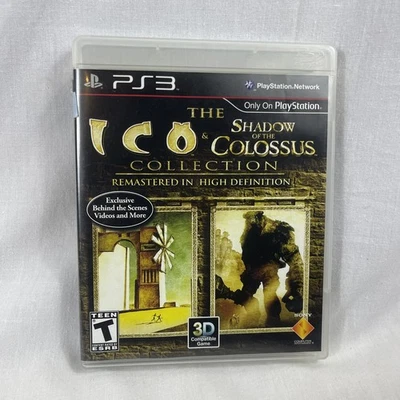 PS3
PlayStation®Network
Only On PlayStation®
THE
ICO & SHADOW OF THE COLOSSUS
COLLECTION
REMASTERED IN HIGH DEFINITION
Exclusive
Behind the Scenes
Videos and More
TEEN
T
ESRB
3D
Compatible
Game
SONY